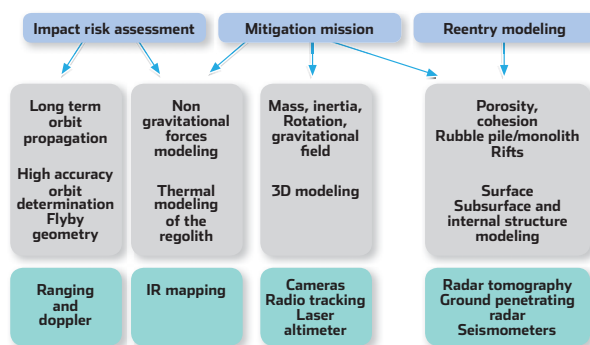 Impact risk assessment
Mitigation mission
Reentry modeling
Long term
orbit
propagation
High accuracy
orbit
determination
Flyby
geometry
Non
gravitational
forces
modeling
Thermal
modeling
of the
regolith
Mass, inertia,
Rotation,
gravitational
field
3D modeling
Porosity,
cohesion
Rubble pile/monolith
Rifts
Surface
Subsurface and
internal structure
modeling
Ranging
and
doppler
IR mapping
Cameras
Radio tracking
Laser
altimeter
Radar tomography
Ground penetrating
radar
Seismometers